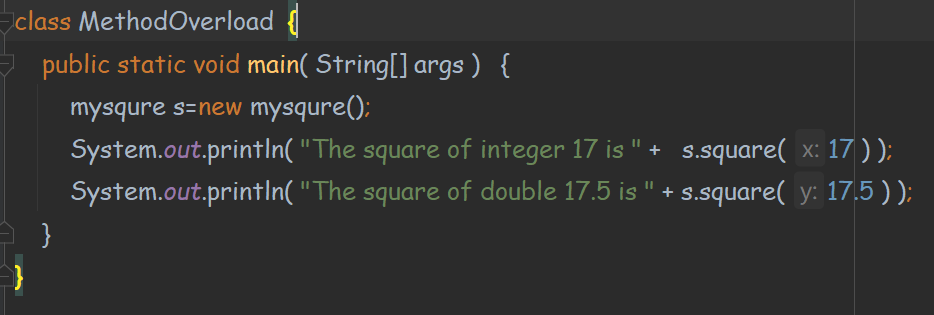 class MethodOverload {
public static void main( String[] args ) {
mysqure s=new mysqure();
System.out.println( "The square of integer 17 is " + s.square( x: 17 ) );
System.out.println( "The square of double 17.5 is " + s.square( y: 17.5 ) );
}
}